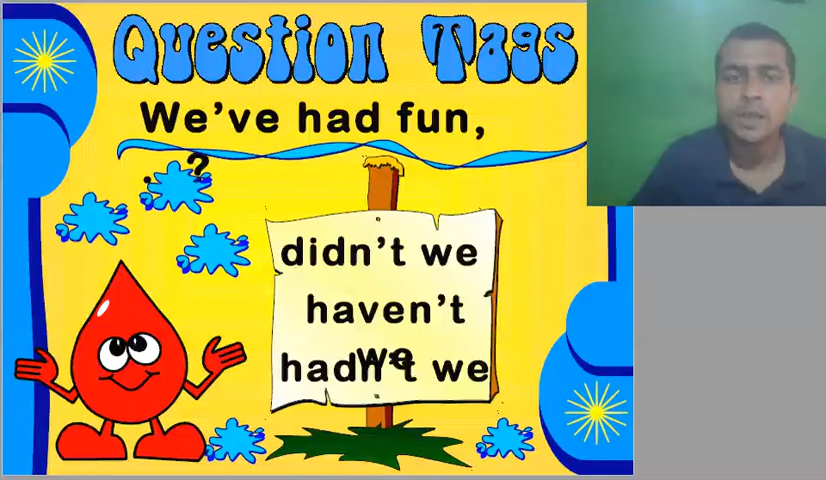 Question Tags
We've had fun,
. ?
didn't we
haven't
we
hadn't we